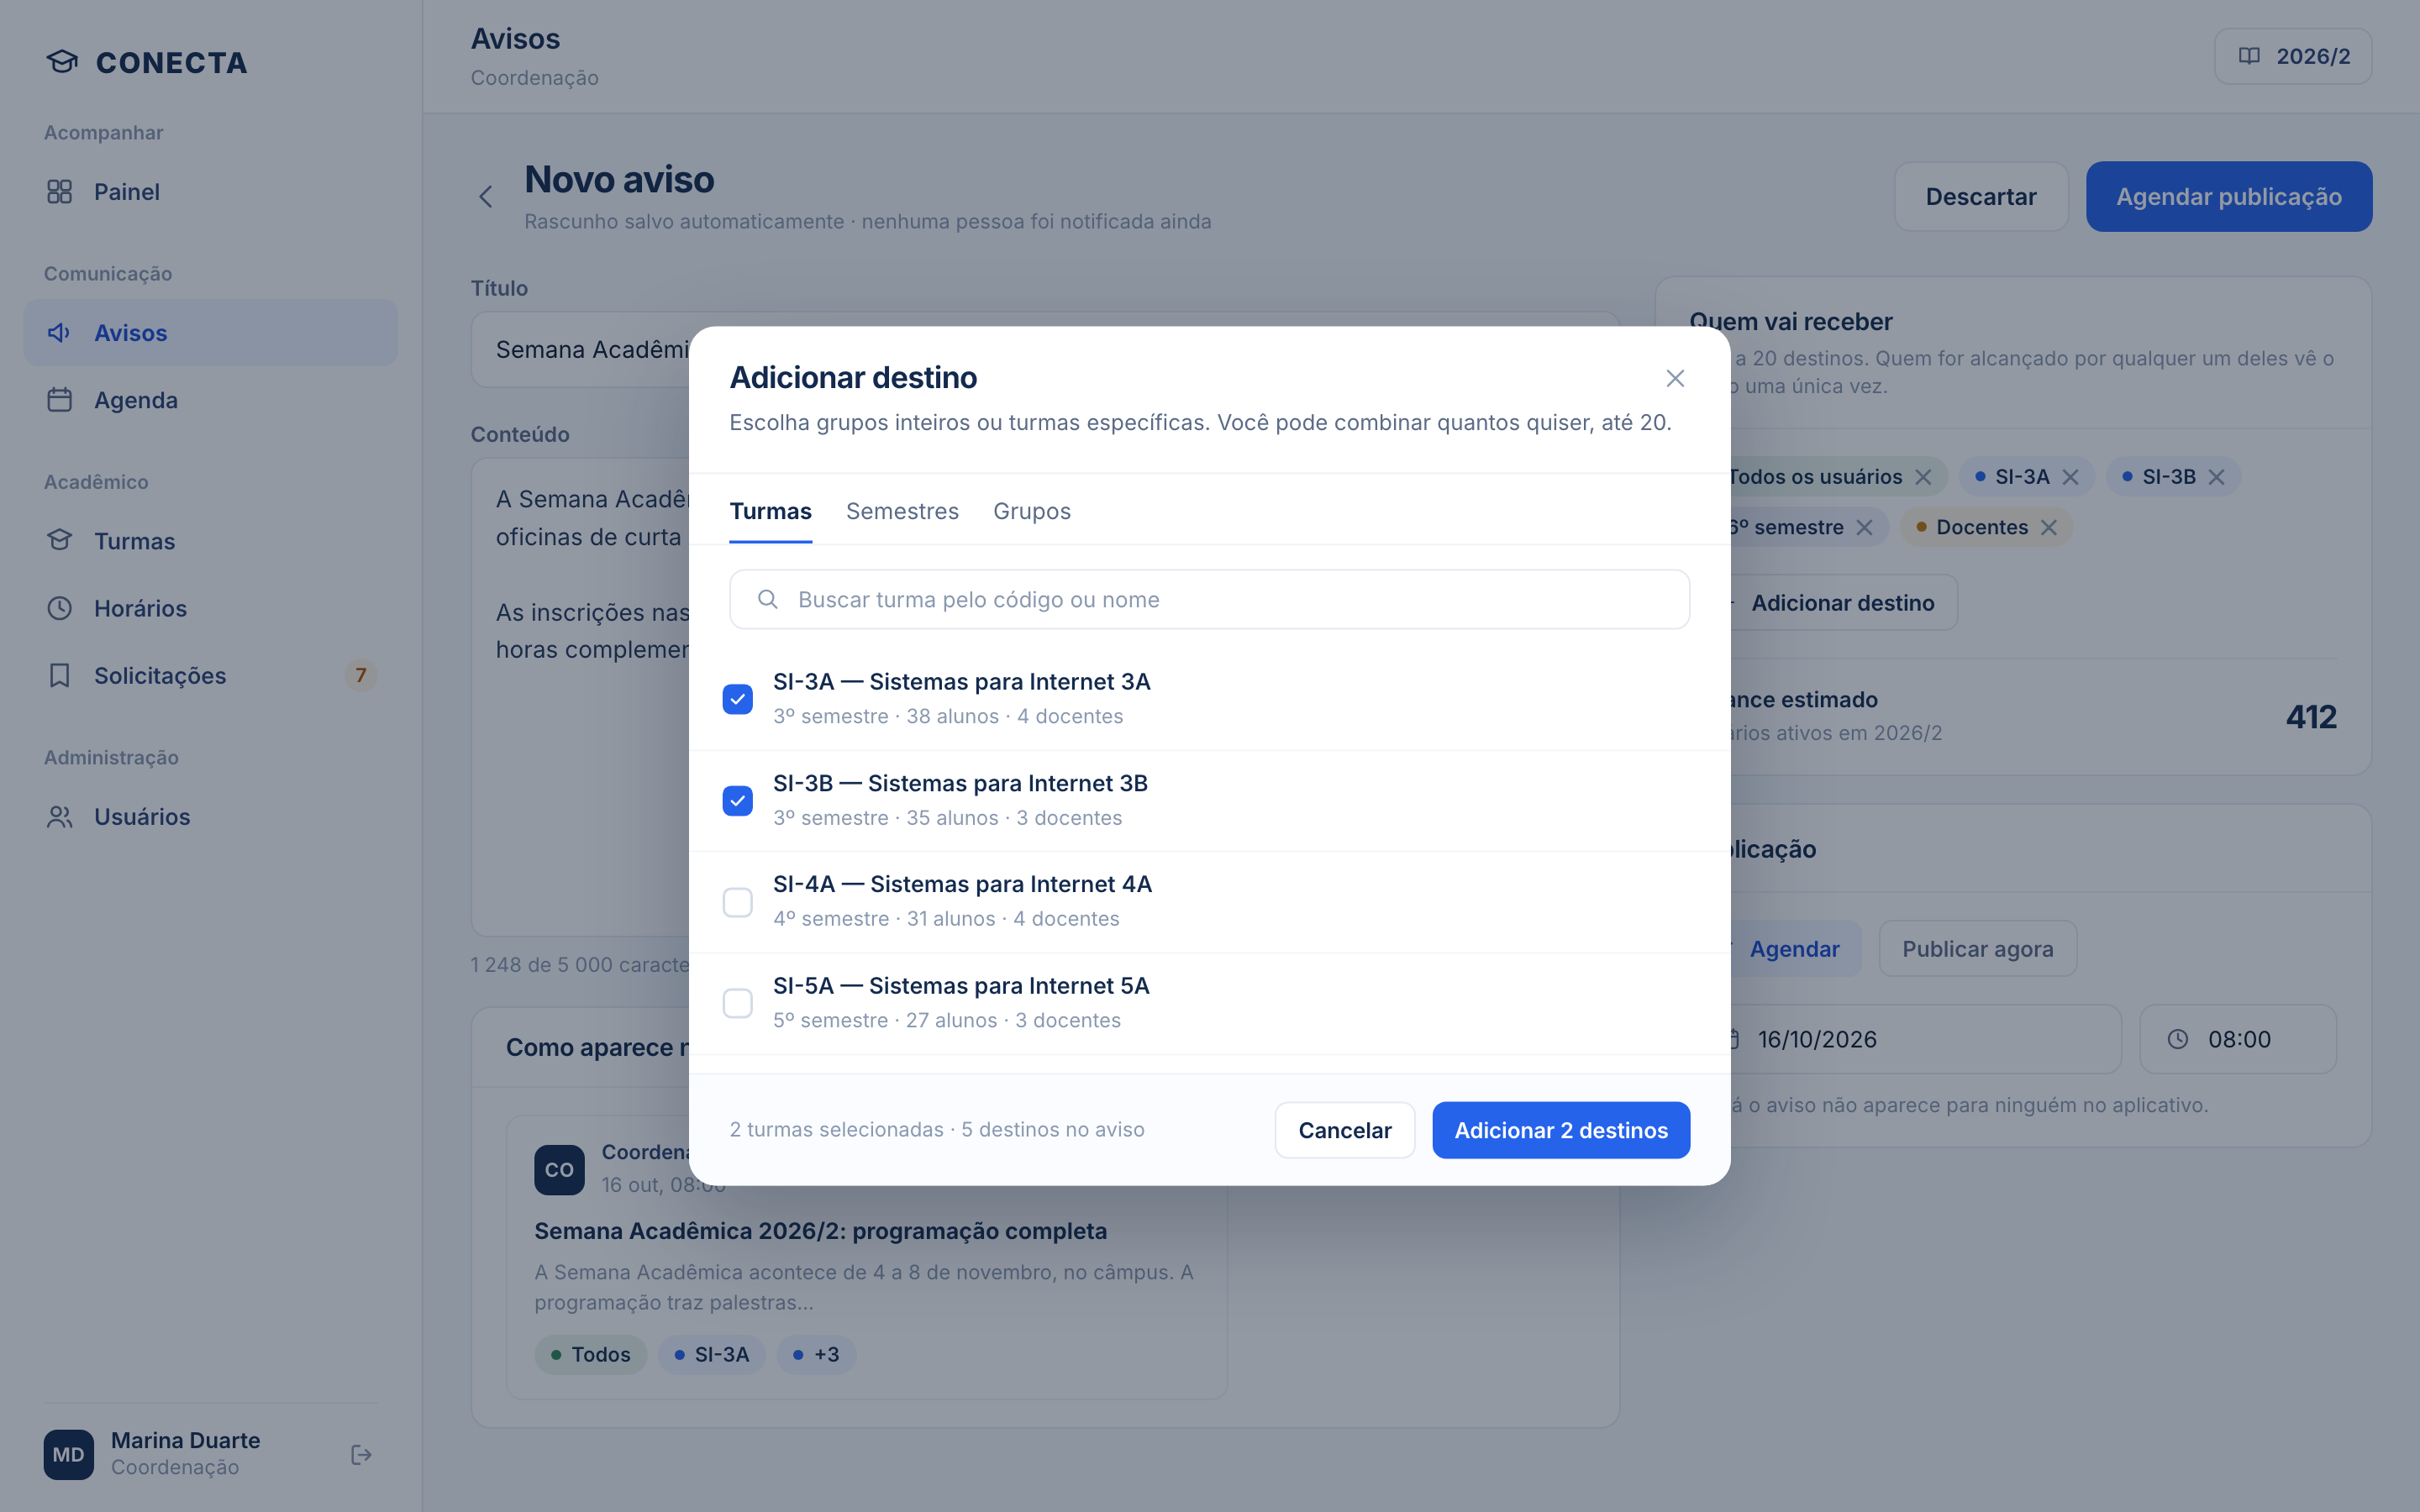 CONECTA
Acompanhar
Painel
Comunicação
Avisos
Agenda
Acadêmico
Turmas
Horários
Solicitações 7
Administração
Usuários
MD Marina Duarte
Coordenação
Avisos
Coordenação
2026/2
Novo aviso
Rascunho salvo automaticamente · nenhuma pessoa foi notificada ainda
Descartar
Agendar publicação
Título
Semana Acadêmi
Conteúdo
A Semana Acadê
oficinas de curta
As inscrições nas
horas complemen
1 248 de 5 000 caracte
Como aparece n
CO Coordena
16 out, 08:00
Semana Acadêmica 2026/2: programação completa
A Semana Acadêmica acontece de 4 a 8 de novembro, no câmpus. A
programação traz palestras...
Todos SI-3A +3
Adicionar destino
Escolha grupos inteiros ou turmas específicas. Você pode combinar quantos quiser, até 20.
Turmas Semestres Grupos
Buscar turma pelo código ou nome
SI-3A — Sistemas para Internet 3A
3º semestre · 38 alunos · 4 docentes
SI-3B — Sistemas para Internet 3B
3º semestre · 35 alunos · 3 docentes
SI-4A — Sistemas para Internet 4A
4º semestre · 31 alunos · 4 docentes
SI-5A — Sistemas para Internet 5A
5º semestre · 27 alunos · 3 docentes
2 turmas selecionadas · 5 destinos no aviso
Cancelar
Adicionar 2 destinos
Quem vai receber
a 20 destinos. Quem for alcançado por qualquer um deles vê o
uma única vez.
Todos os usuários SI-3A SI-3B
6º semestre Docentes
Adicionar destino
ance estimado
ários ativos em 2026/2
412
licação
Agendar
Publicar agora
16/10/2026
08:00
á o aviso não aparece para ninguém no aplicativo.